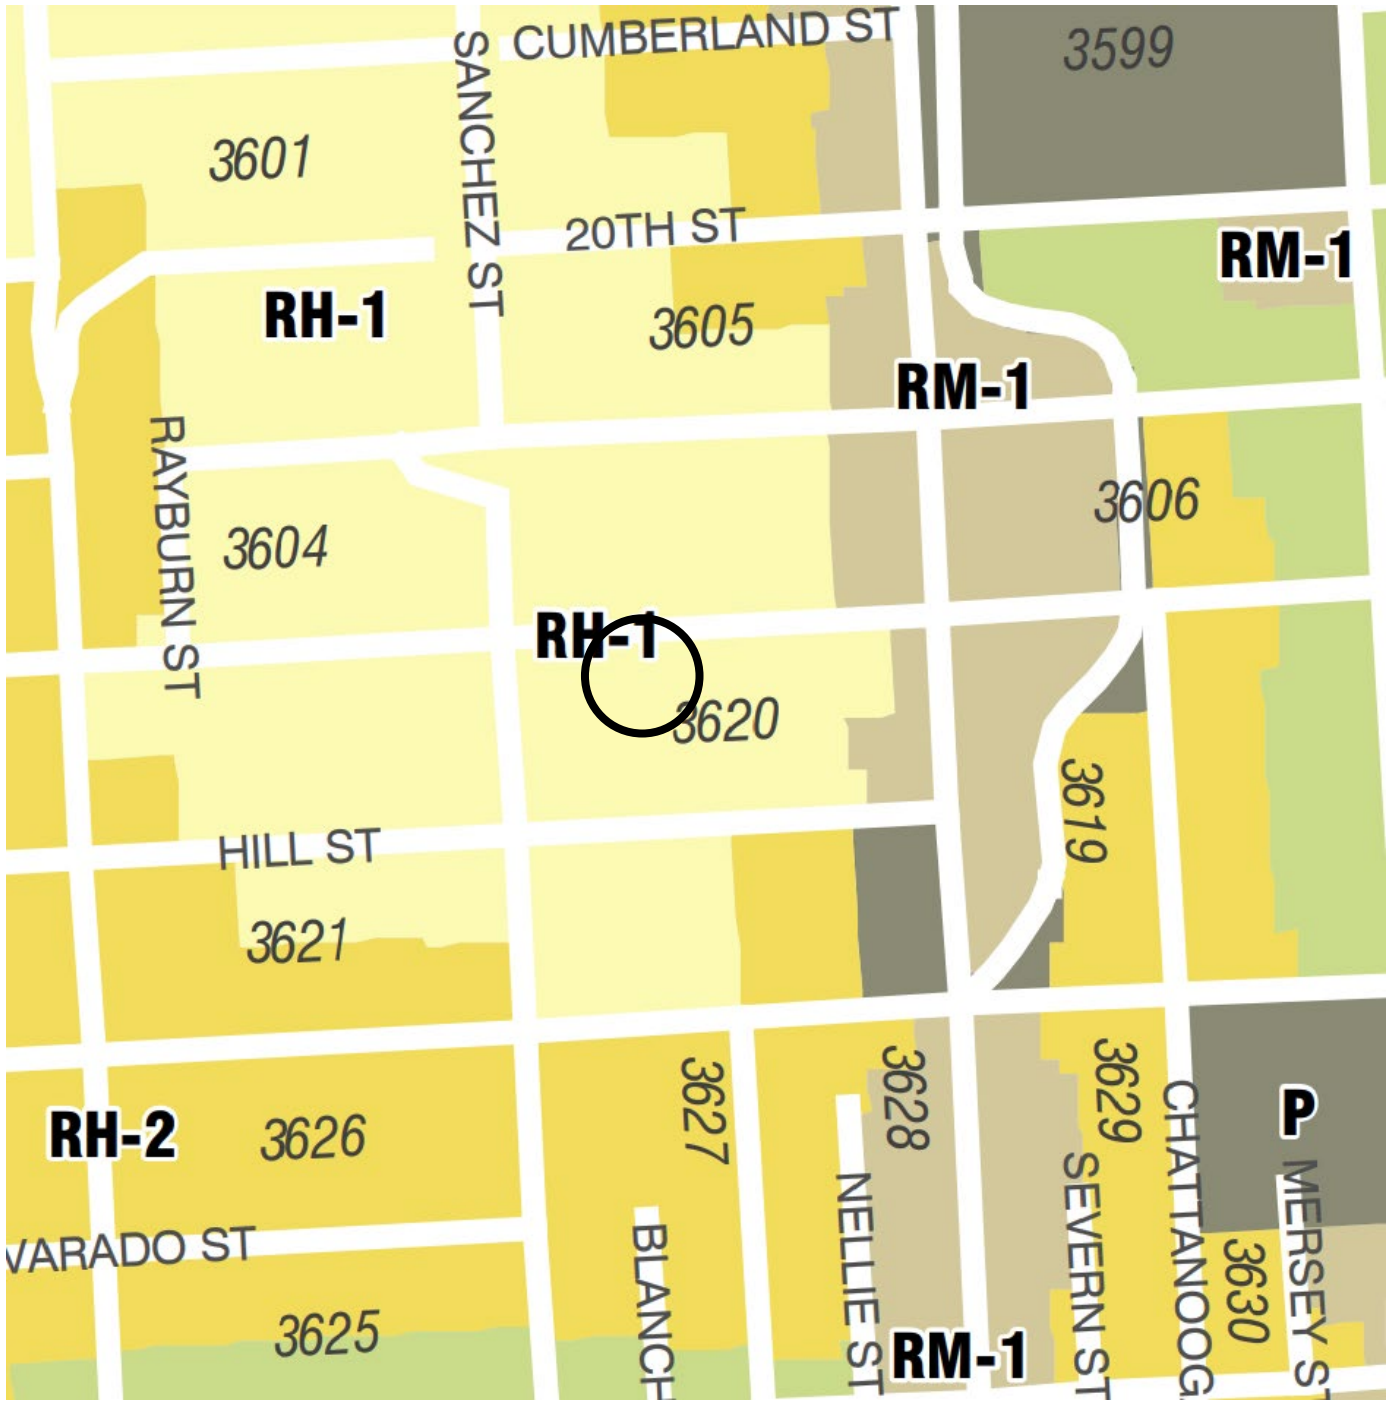 CUMBERLAND ST
3599
SANCHEZ ST
3601
20TH ST
RM-1
RH-1
3605
RM-1
RAYBURN ST
3604
3606
RH-1
3620
3619
HILL ST
3621
3627
3628
3629
CHATTANOOG
P
RH-2
3626
SEVERN ST
MERSEY ST
NELLIE ST
VARADO ST
BLANCH
3630
3625
RM-1